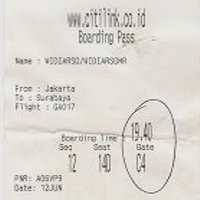 www.citilink.co.id
Boarding Pass
Name : WIDIARSO/WIDIARSOMR
From : Jakarta
To : Surabaya
Flight : GA017
Boarding Time : 19.40
Seq Seat Gate
12 14D C4
PNR: AO6VP9
Date: 12JUN